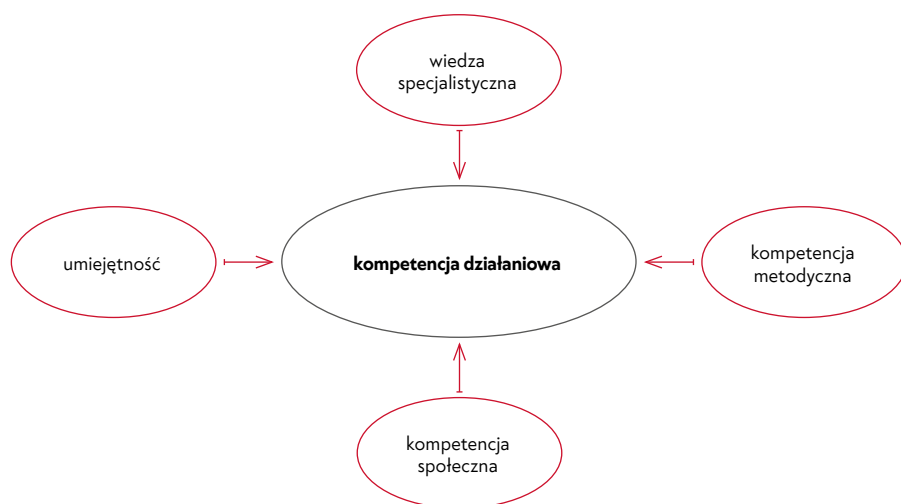 wiedza
specjalistyczna
umiejętność
kompetencja działaniowa
kompetencja
metodyczna
kompetencja
społeczna